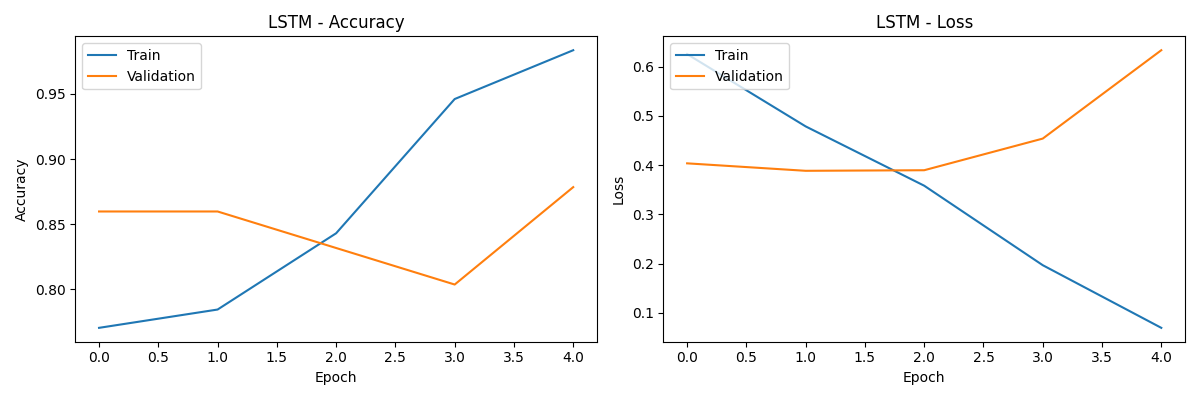 LSTM - Accuracy
Train
Validation
0.95
0.90
0.85
0.80
Accuracy
0.0 0.5 1.0 1.5 2.0 2.5 3.0 3.5 4.0
Epoch
LSTM - Loss
Train
Validation
0.6
0.5
0.4
0.3
0.2
0.1
Loss
0.0 0.5 1.0 1.5 2.0 2.5 3.0 3.5 4.0
Epoch